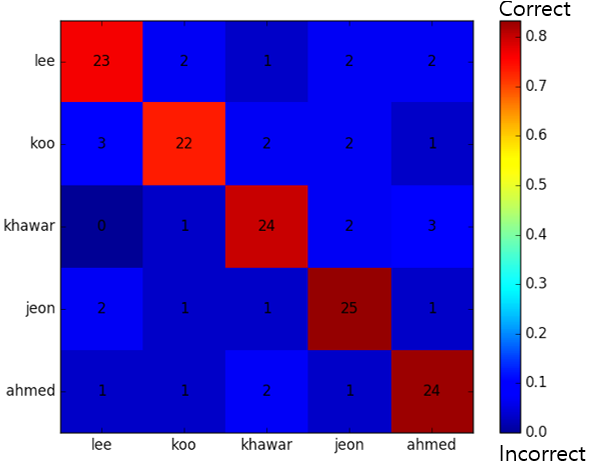 Correct
lee 23 2 1 2 2
koo 3 22 2 2 1
khawar 0 1 24 2 3
jeon 2 1 1 25 1
ahmed 1 1 2 1 24
lee koo khawar jeon ahmed
0.8
0.7
0.6
0.5
0.4
0.3
0.2
0.1
0.0
Incorrect